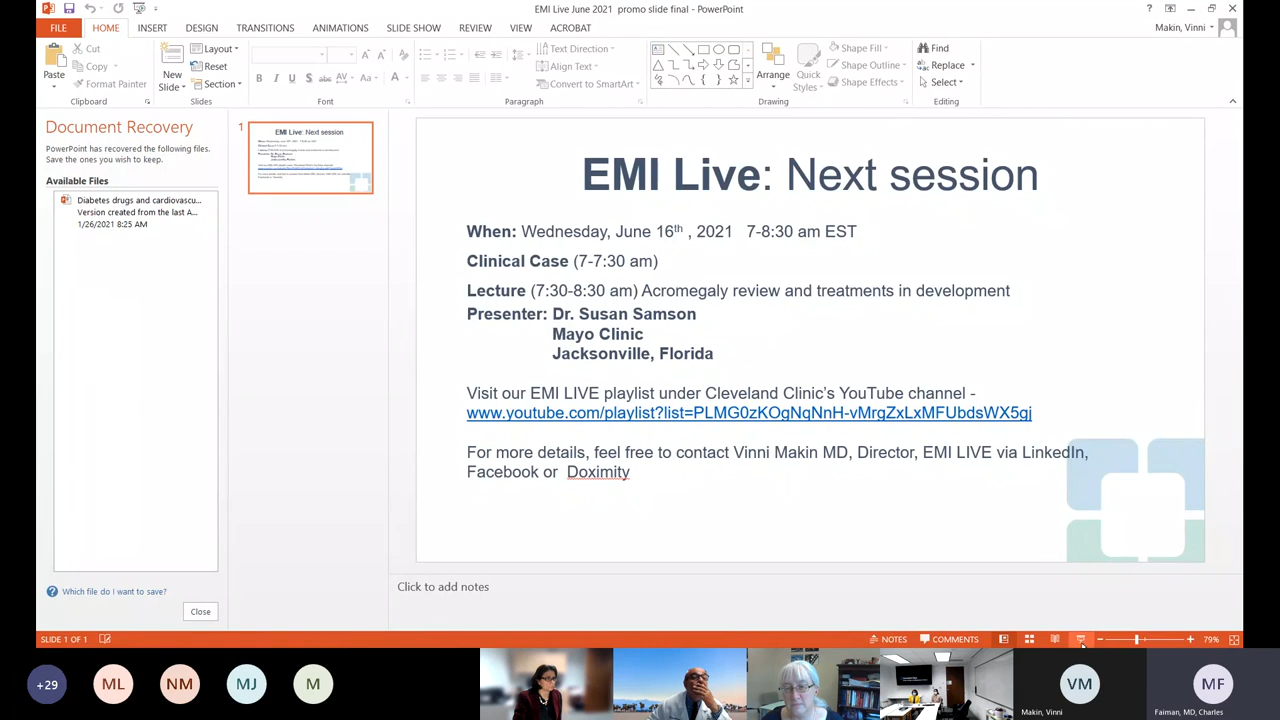 EMI Live June 2021 promo slide final - PowerPoint
FILE HOME INSERT DESIGN TRANSITIONS ANIMATIONS SLIDE SHOW REVIEW VIEW ACROBAT
Makin, Vinni
Paste
Cut
Copy
Format Painter
Clipboard
New Slide
Layout
Reset
Section
Slides
Font
Text Direction
Align Text
Convert to SmartArt
Paragraph
Arrange
Quick Styles
Shape Fill
Shape Outline
Shape Effects
Drawing
Find
Replace
Select
Editing
Document Recovery
PowerPoint has recovered the following files.
Save the ones you wish to keep.
Available Files
Diabetes drugs and cardiovascu...
Version created from the last A...
1/26/2021 8:25 AM
Which file do I want to save?
Close
1
EMI Live: Next session
When: Wednesday, June 16th , 2021 7-8:30 am EST
Clinical Case (7-7:30 am)
Lecture (7:30-8:30 am) Acromegaly review and treatments in development
Presenter: Dr. Susan Samson
Mayo Clinic
Jacksonville, Florida
Visit our EMI LIVE playlist under Cleveland Clinic's YouTube channel -
www.youtube.com/playlist?list=PLMG0zKOgNqNnH-vMrgZxLxMFUbdsWX5gj
For more details, feel free to contact Vinni Makin MD, Director, EMI LIVE via LinkedIn,
Facebook or Doximity
Click to add notes
SLIDE 1 OF 1
NOTES COMMENTS 79%
+29 ML NM MJ M VM MF
Makin, Vinni
Faiman, MD, Charles